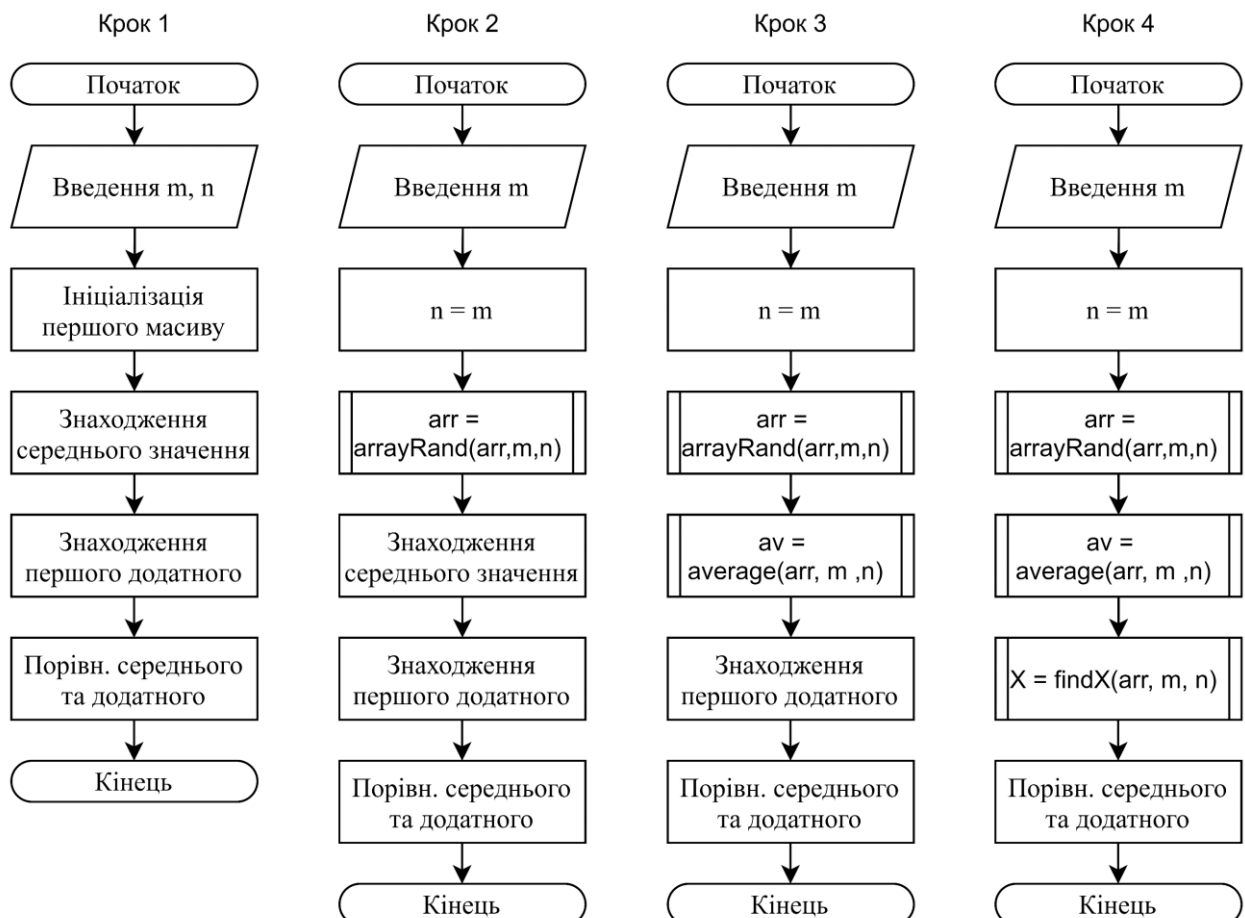 Крок 1
Початок
Введення m, n
Ініціалізація
першого масиву
Знаходження
середнього значення
Знаходження
першого додатного
Порівн. середнього
та додатного
Кінець
Крок 2
Початок
Введення m
n = m
arr =
arrayRand(arr,m,n)
Знаходження
середнього значення
Знаходження
першого додатного
Порівн. середнього
та додатного
Кінець
Крок 3
Початок
Введення m
n = m
arr =
arrayRand(arr,m,n)
av =
average(arr, m ,n)
Знаходження
першого додатного
Порівн. середнього
та додатного
Кінець
Крок 4
Початок
Введення m
n = m
arr =
arrayRand(arr,m,n)
av =
average(arr, m ,n)
X = findX(arr, m, n)
Порівн. середнього
та додатного
Кінець